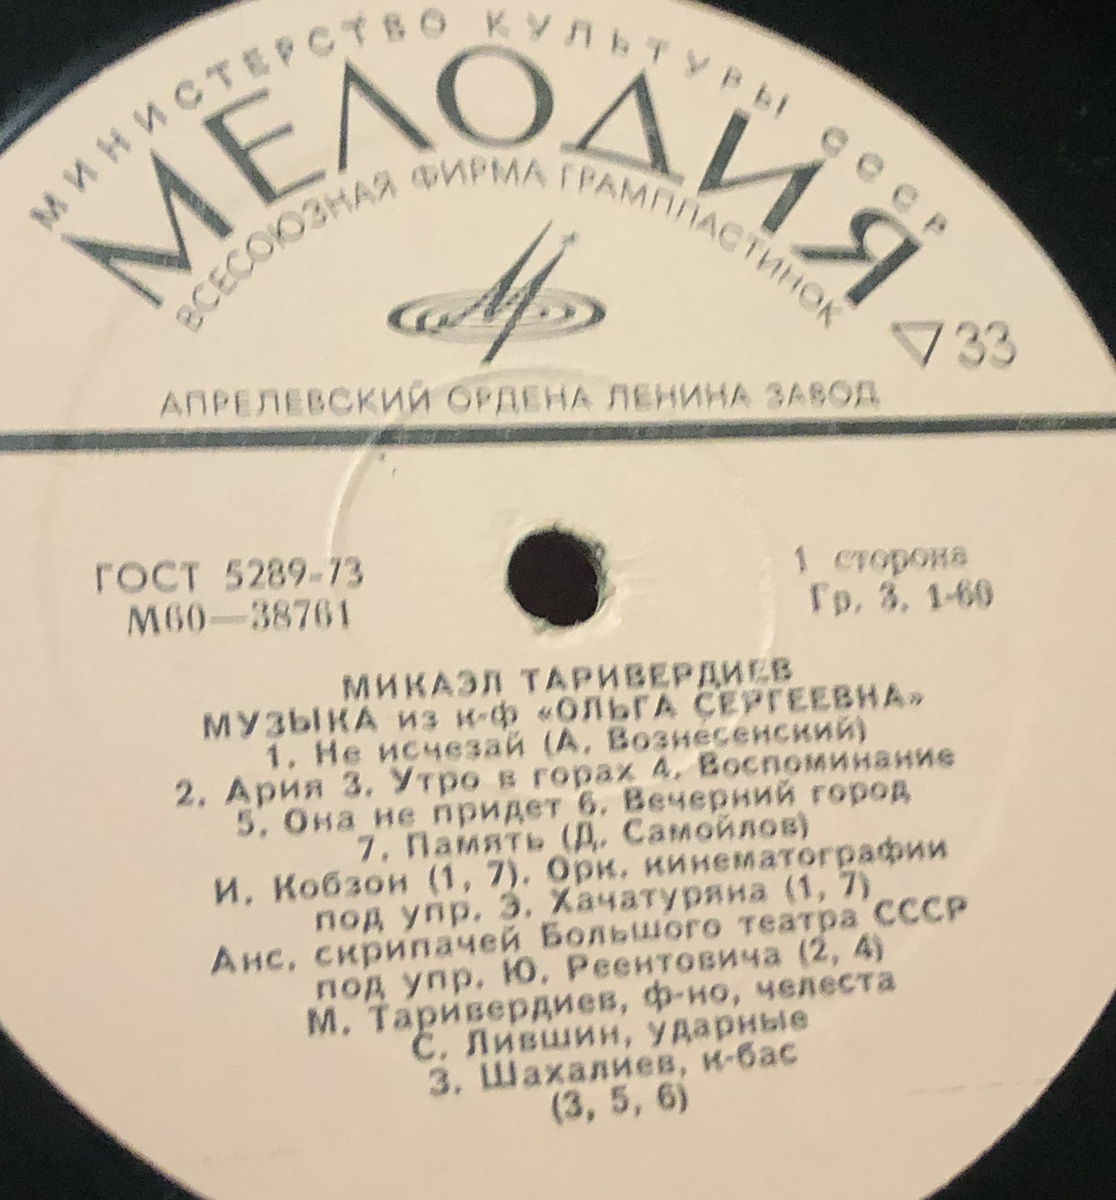 МИНИСТЕРСТВО КУЛЬТУРЫ СССР
МЕЛОДИЯ
ВСЕСОЮЗНАЯ ФИРМА ГРАМПЛАСТИНОК
33
АПРЕЛЕВСКИЙ ОРДЕНА ЛЕНИНА ЗАВОД
ГОСТ 5289-73
М60—38761
1 сторона
Гр. 3. 1-60
МИКАЭЛ ТАРИВЕРДИЕВ
МУЗЫКА из к-ф «ОЛЬГА СЕРГЕЕВНА»
1. Не исчезай (А. Вознесенский)
2. Ария 3. Утро в горах 4. Воспоминание
5. Она не придет 6. Вечерний город
7. Память (Д. Самойлов)
И. Кобзон (1, 7). Орк. кинематографии
под упр. Э. Хачатуряна (1, 7)
Анс. скрипачей Большого театра СССР
под упр. Ю. Реентовича (2, 4)
М. Таривердиев, ф-но, челеста
С. Лившин, ударные
З. Шахалиев, к-бас
(3, 5, 6)